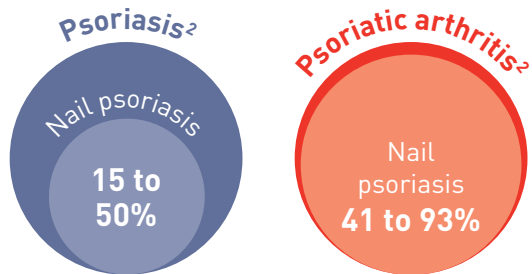 Psoriasis²
Nail psoriasis
15 to
50%
Psoriatic arthritis²
Nail
psoriasis
41 to 93%